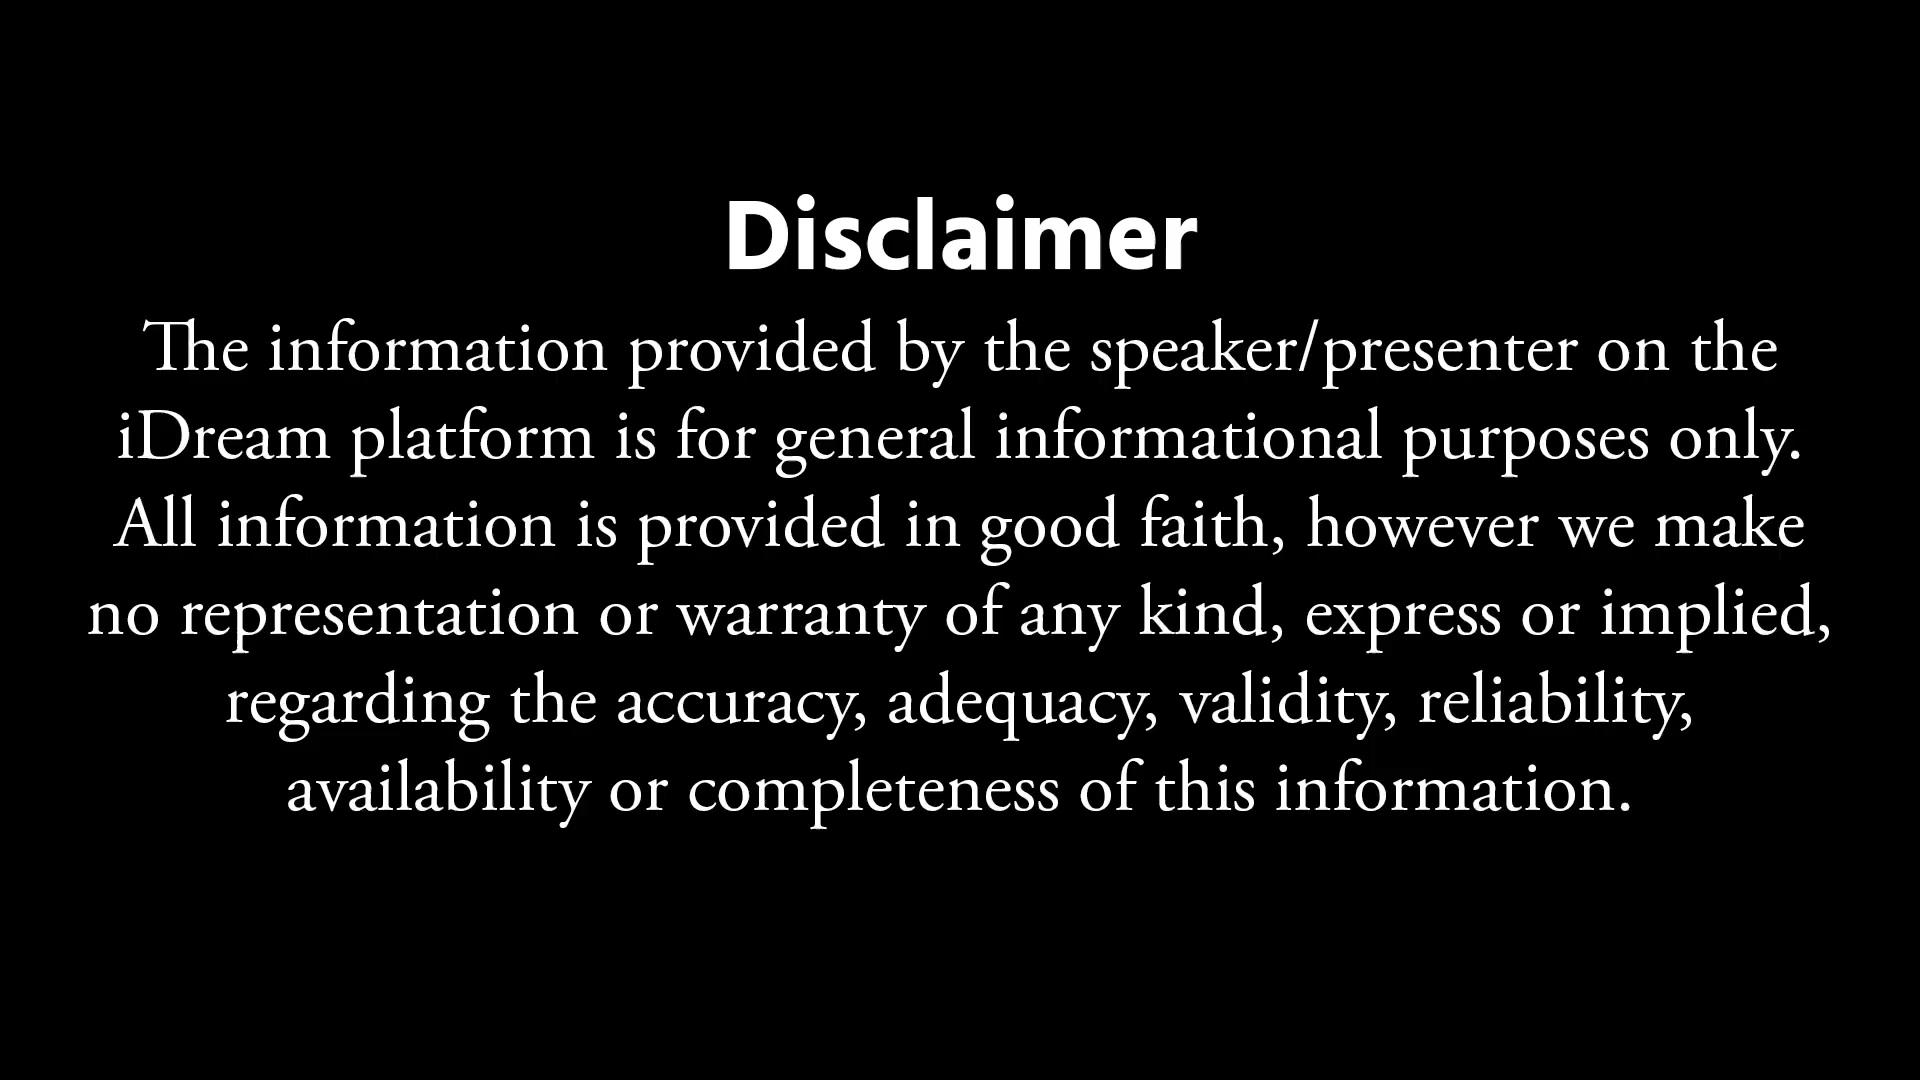 Disclaimer
The information provided by the speaker/presenter on the
iDream platform is for general informational purposes only.
All information is provided in good faith, however we make
no representation or warranty of any kind, express or implied,
regarding the accuracy, adequacy, validity, reliability,
availability or completeness of this information.